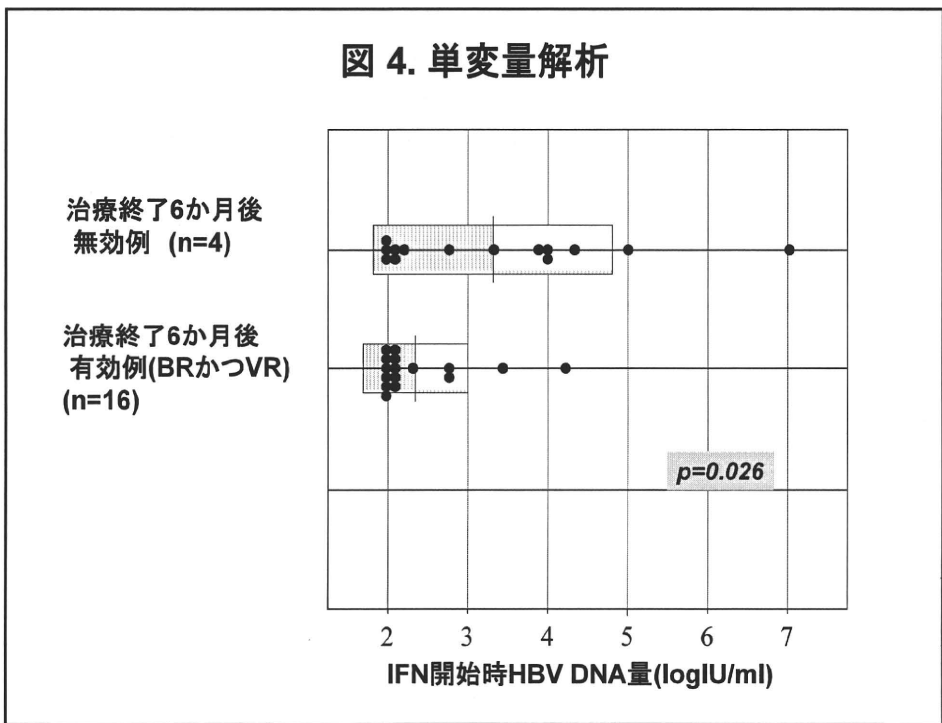 図 4. 単変量解析
治療終了6か月後
無効例 (n=4)
治療終了6か月後
有効例(BRかつVR)
(n=16)
p=0.026
2 3 4 5 6 7
IFN開始時HBV DNA量(logIU/ml)